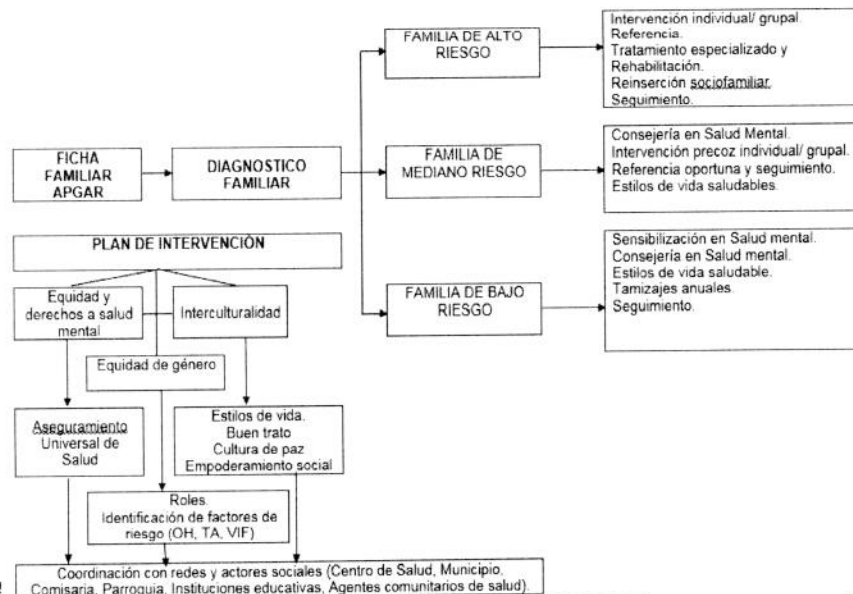 FAMILIA DE ALTO
RIESGO
Intervención individual/ grupal.
Referencia.
Tratamiento especializado y
Rehabilitación.
Reinserción sociofamiliar.
Seguimiento.
FICHA
FAMILIAR
APGAR
DIAGNOSTICO
FAMILIAR
FAMILIA DE
MEDIANO RIESGO
Consejería en Salud Mental.
Intervención precoz individual/ grupal.
Referencia oportuna y seguimiento.
Estilos de vida saludables.
FAMILIA DE BAJO
RIESGO
Sensibilización en Salud mental.
Consejería en Salud mental.
Estilos de vida saludable.
Tamizajes anuales.
Seguimiento.
PLAN DE INTERVENCIÓN
Equidad y
derechos a salud
mental
Interculturalidad
Equidad de género
Aseguramiento
Universal de
Salud
Estilos de vida.
Buen trato
Cultura de paz
Empoderamiento social
Roles.
Identificación de factores de
riesgo (OH, TA, VIF)
Coordinación con redes y actores sociales (Centro de Salud, Municipio,
Comisaria, Parroquia, Instituciones educativas, Agentes comunitarios de salud).